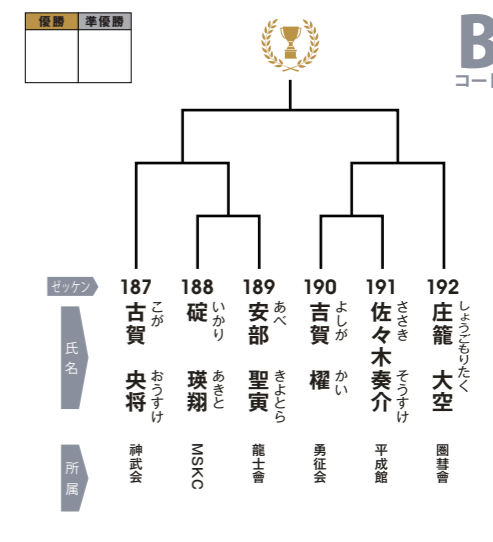 優勝 準優勝
B
コート
ゼッケン 187 188 189 190 191 192
氏名
古賀 央将 こが おうすけ
碇 瑛翔 いかり あきと
安部 聖寅 あべ きよとら
吉賀 櫂 よしが かい
佐々木奏介 ささき そうすけ
庄籠 大空 しょうごもりたく
所属
神武会
MSKC
龍士會
勇征会
平成館
圏彗會